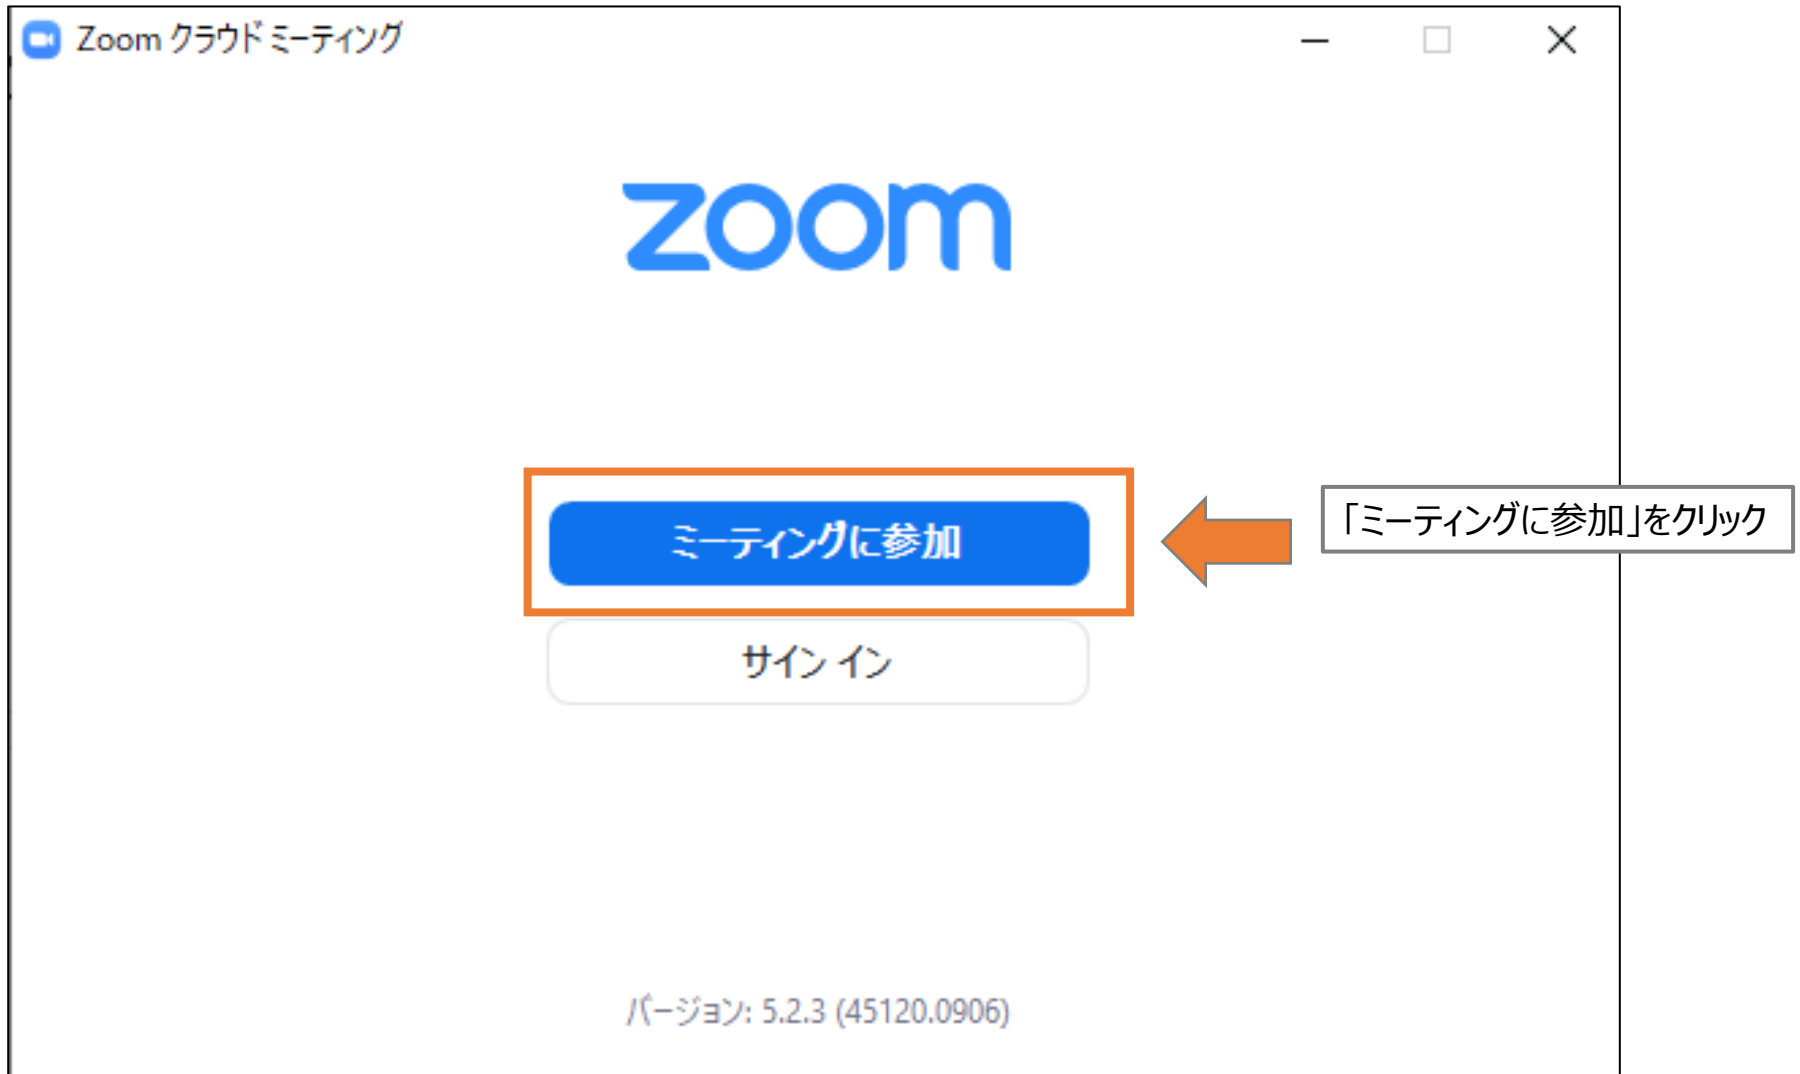 Zoom クラウド ミーティング
zoom
ミーティングに参加
「ミーティングに参加」をクリック
サイン イン
バージョン: 5.2.3 (45120.0906)